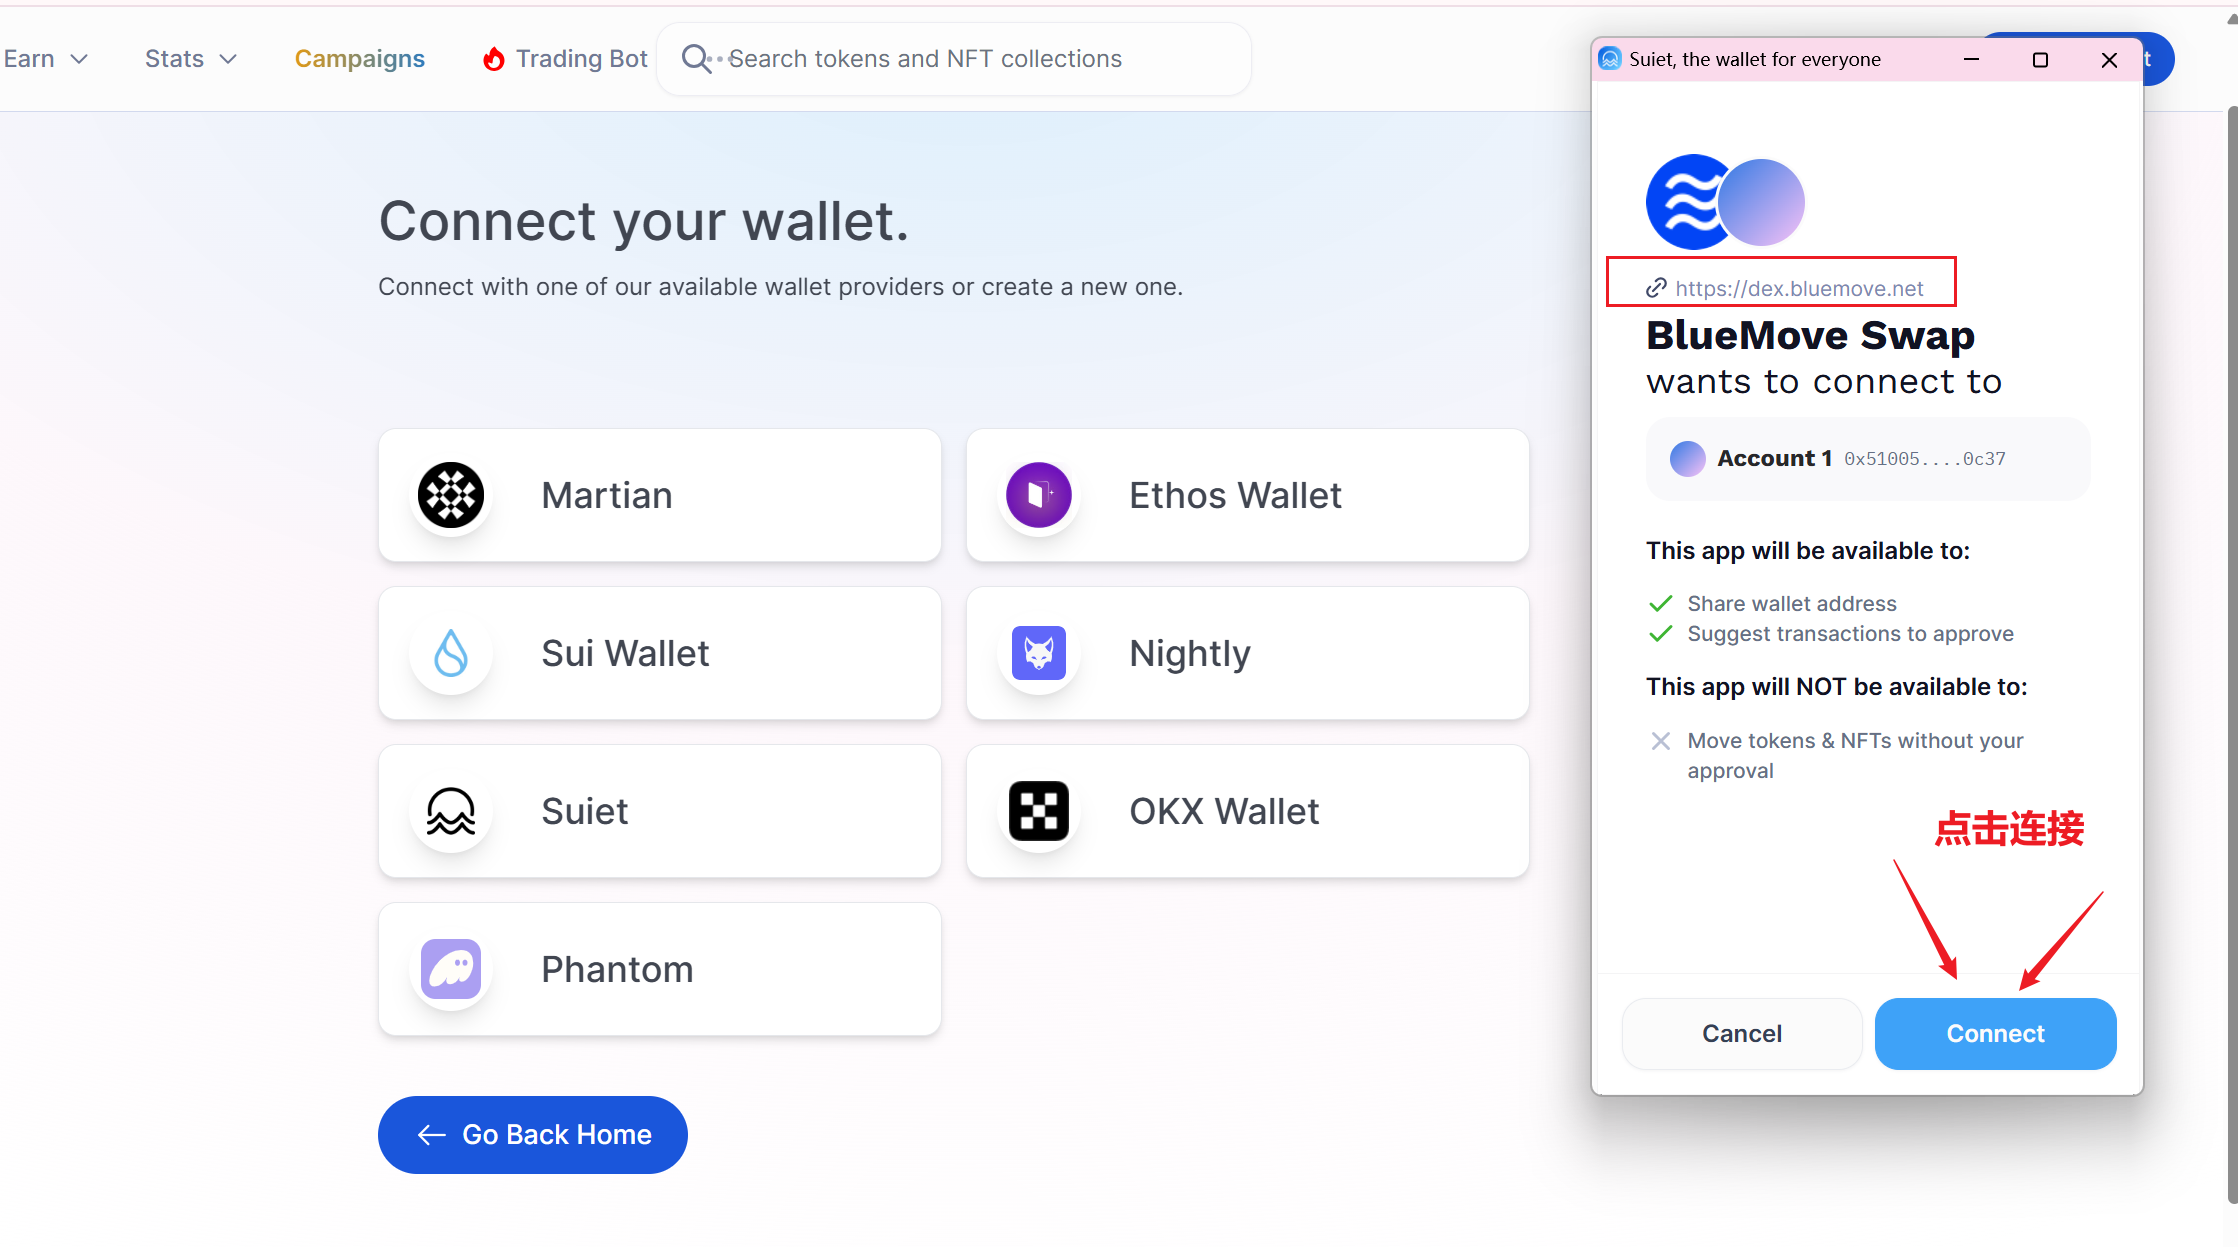 Earn
Stats
Campaigns
Trading Bot
Search tokens and NFT collections
Connect your wallet.
Connect with one of our available wallet providers or create a new one.
Martian
Ethos Wallet
Sui Wallet
Nightly
Suiet
OKX Wallet
Phantom
Go Back Home
Suiet, the wallet for everyone
t
https://dex.bluemove.net
BlueMove Swap
wants to connect to
Account 1 0x51005....0c37
This app will be available to:
Share wallet address
Suggest transactions to approve
This app will NOT be available to:
Move tokens & NFTs without your
approval
点击连接
Cancel
Connect